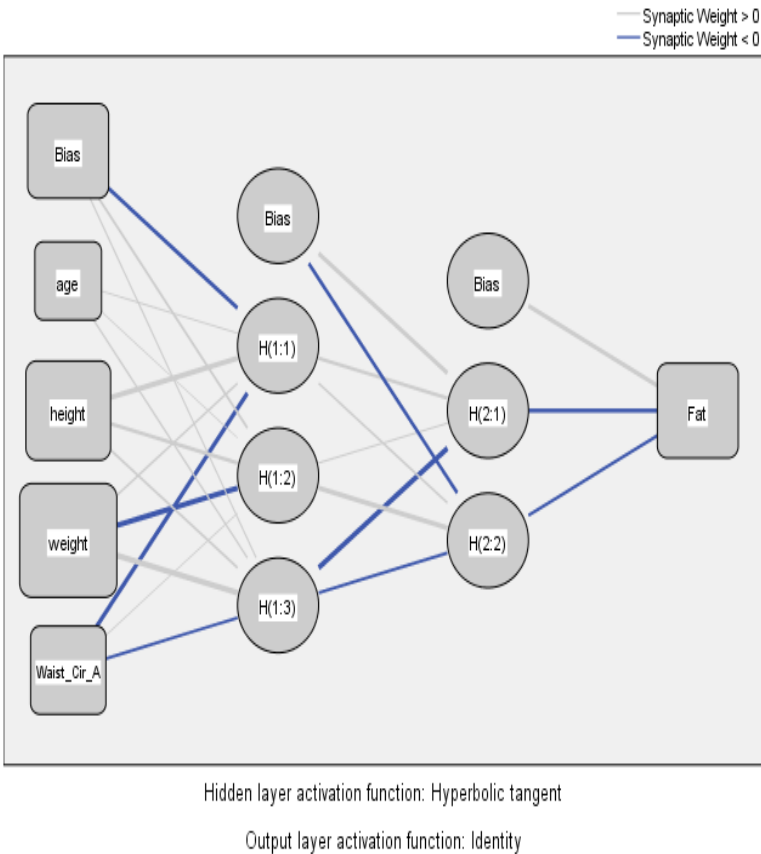 Synaptic Weight > 0
Synaptic Weight < 0
Bias
age
height
weight
Waist_Cir_A
Bias
H(1:1)
H(1:2)
H(1:3)
Bias
H(2:1)
H(2:2)
Fat
Hidden layer activation function: Hyperbolic tangent
Output layer activation function: Identity